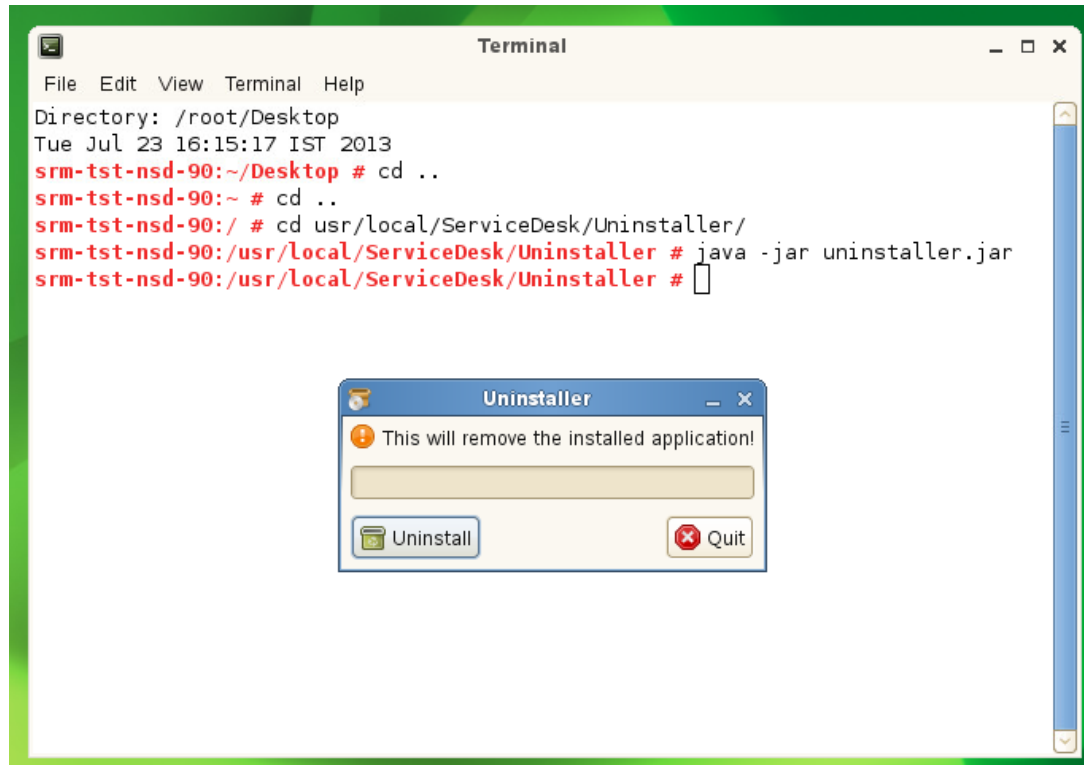 Terminal
File Edit View Terminal Help
Directory: /root/Desktop
Tue Jul 23 16:15:17 IST 2013
srm-tst-nsd-90:~/Desktop # cd ..
srm-tst-nsd-90:~ # cd ..
srm-tst-nsd-90:/ # cd usr/local/ServiceDesk/Uninstaller/
srm-tst-nsd-90:/usr/local/ServiceDesk/Uninstaller # java -jar uninstaller.jar
srm-tst-nsd-90:/usr/local/ServiceDesk/Uninstaller #
Uninstaller
This will remove the installed application!
Uninstall Quit